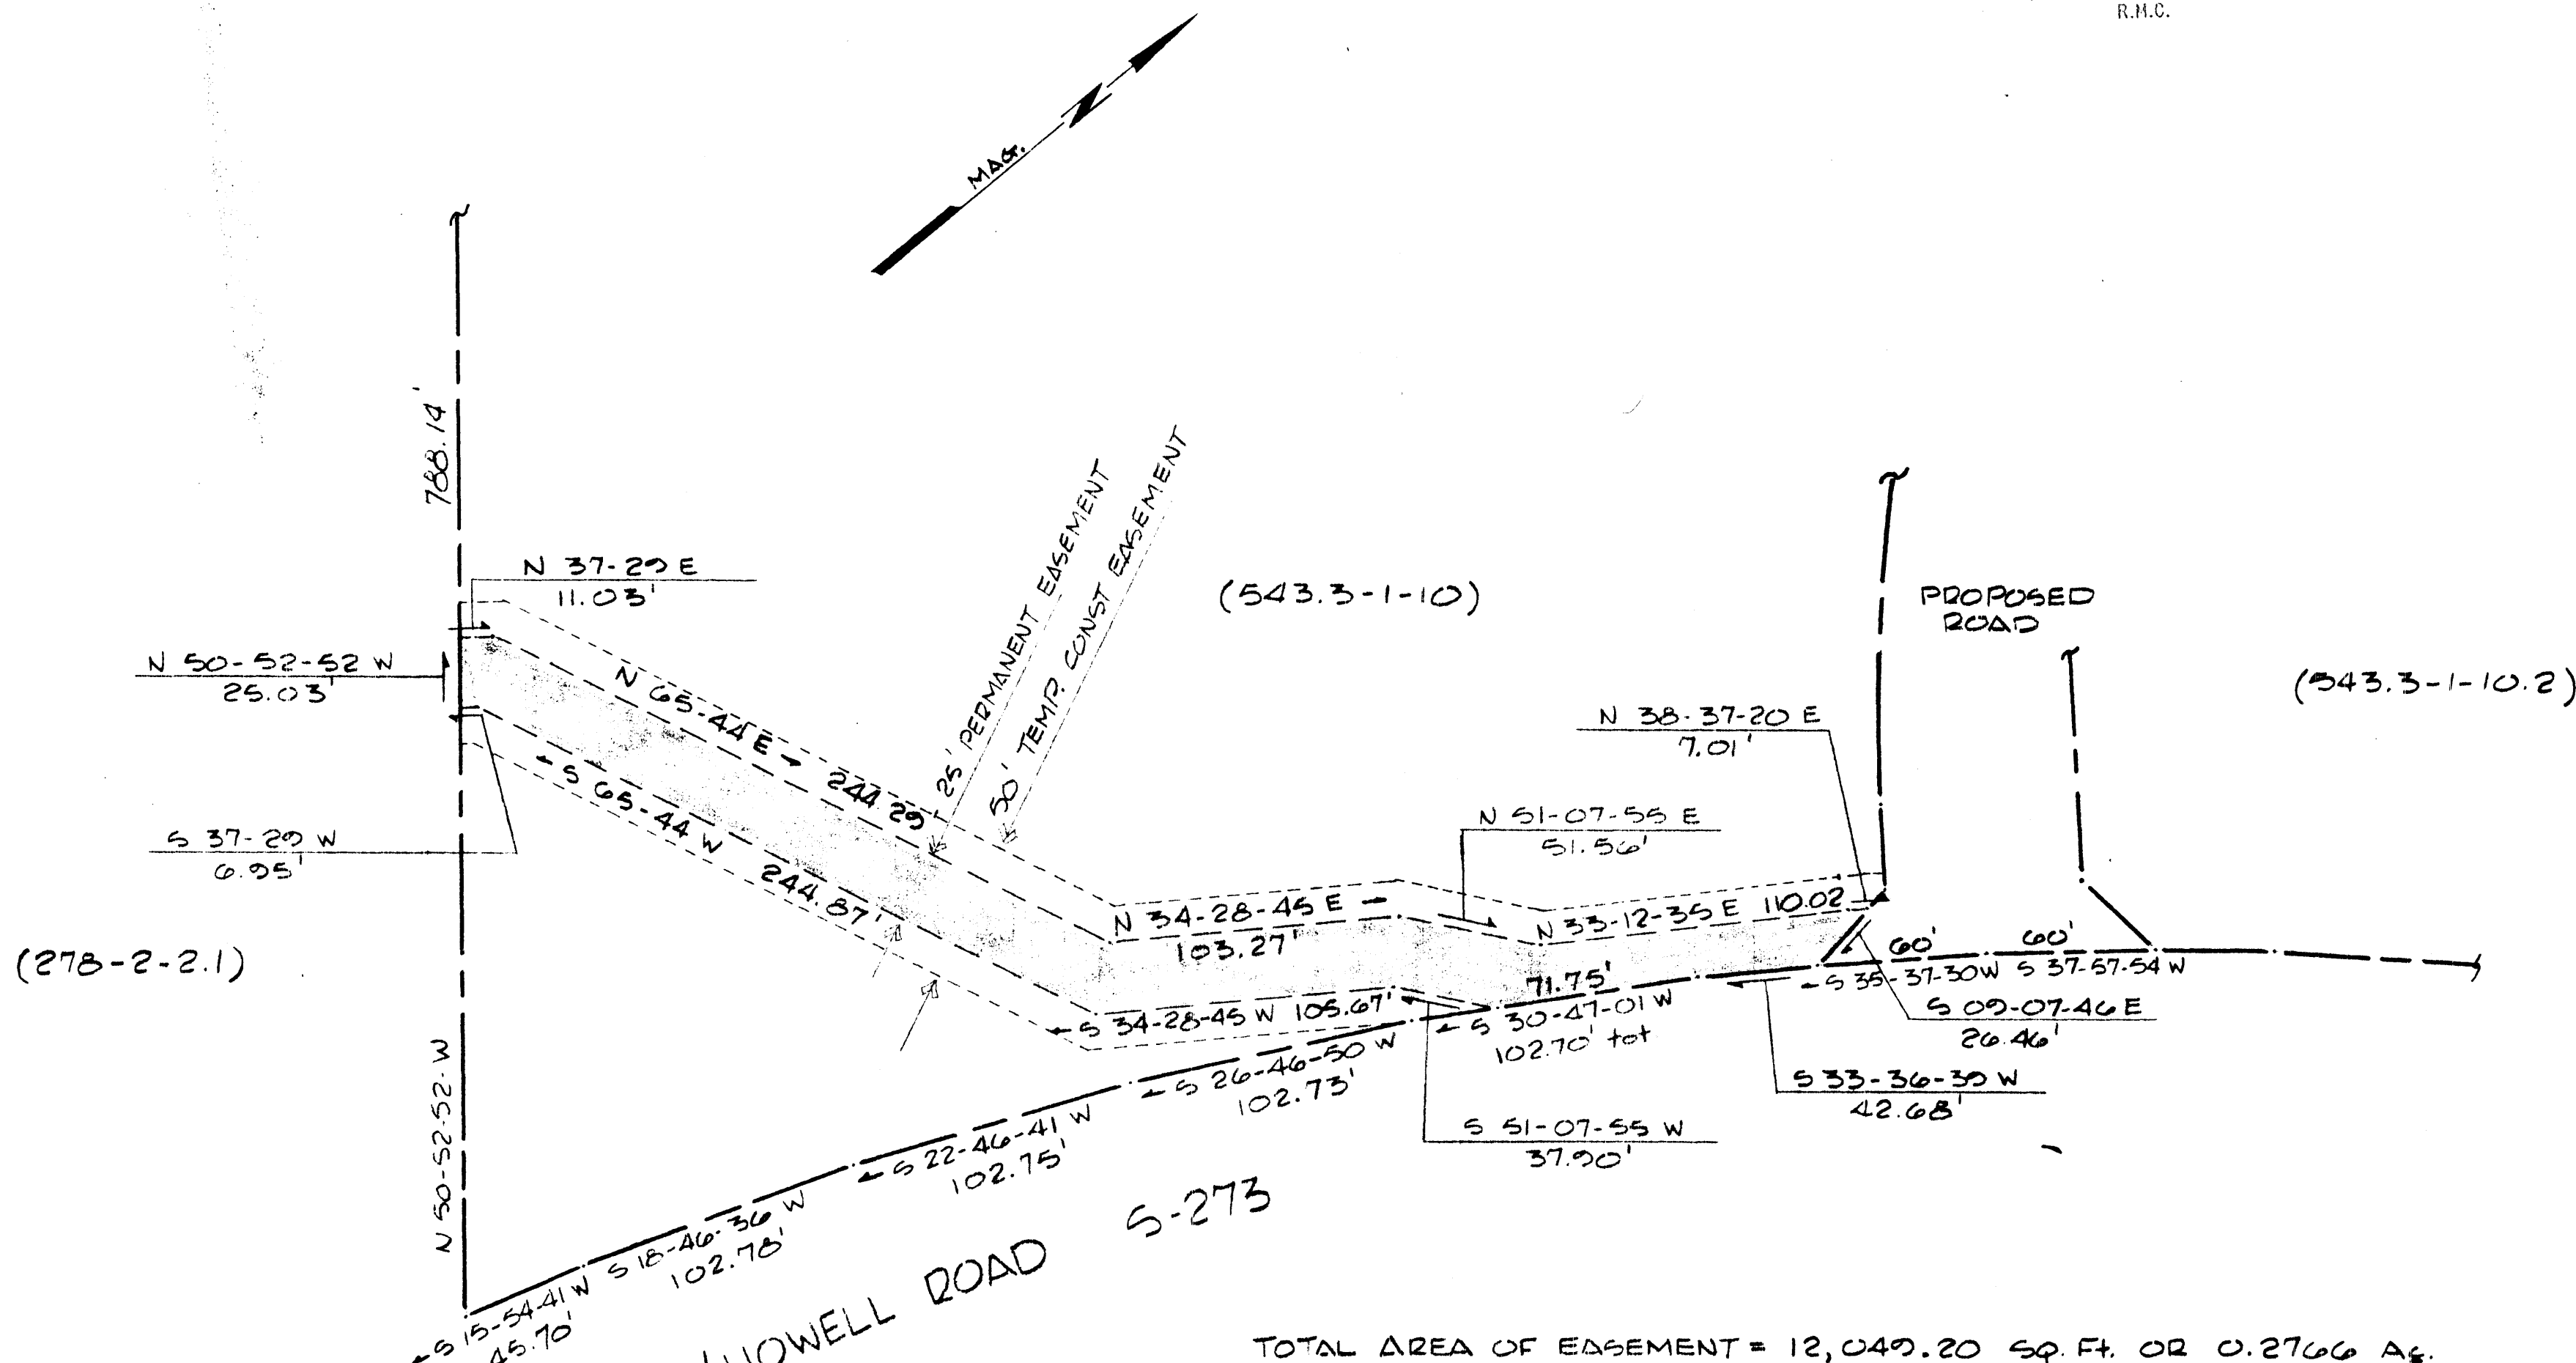 R.M.C.
MAG.
N
788.14'
N 37-29 E
11.03'
N 50-52-52 W
25.03'
S 37-29 W
6.95'
(278-2-2.1)
N 50-52-52-W
N 65-44 E 244.29'
S 65-44 W 244.87'
25' PERMANENT EASEMENT
50' TEMP. CONST EASEMENT
(543.3-1-10)
PROPOSED
ROAD
(543.3-1-10.2)
N 38-37-20 E
7.01'
N 51-07-55 E
51.56'
N 34-28-45 E
103.27'
N 33-12-35 E 110.02
S 34-28-45 W 105.67'
71.75'
S 30-47-01 W
102.70' tot
60'
S 35-37-30W
60'
S 37-57-54 W
S 09-07-46 E
26.46'
S 33-36-39 W
42.68'
S 51-07-55 W
37.90'
S 26-46-50 W
102.73'
S 22-46-41 W
102.75'
S 18-46-36 W
102.78'
S 15-54-41 W
45.70'
HOWELL ROAD S-273
TOTAL AREA OF EASEMENT = 12,049.20 SQ. Ft. OR 0.2766 Ac.